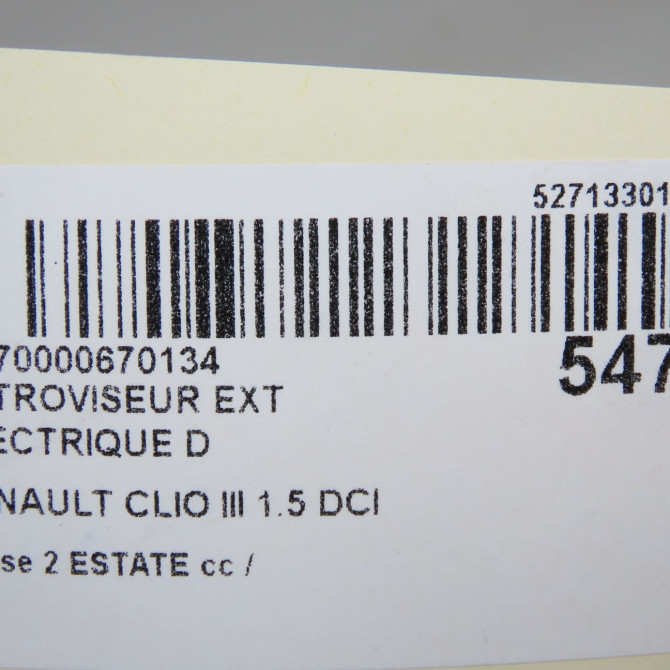 52713301
70000670134
547
TROVISEUR EXT
ECTRIQUE D
NAULT CLIO III 1.5 DCI
se 2 ESTATE cc /